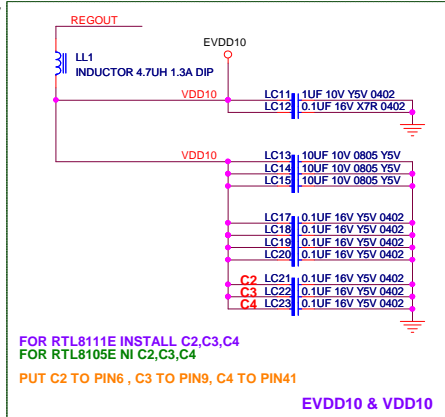 REGOUT
EVDD10
LL1
INDUCTOR 4.7UH 1.3A DIP
VDD10 LC11 1UF 10V Y5V 0402
LC12 0.1UF 16V X7R 0402
VDD10 LC13 10UF 10V 0805 Y5V
LC14 10UF 10V 0805 Y5V
LC15 10UF 10V 0805 Y5V
LC17 0.1UF 16V Y5V 0402
LC18 0.1UF 16V Y5V 0402
LC19 0.1UF 16V Y5V 0402
LC20 0.1UF 16V Y5V 0402
C2 LC21 0.1UF 16V Y5V 0402
C3 LC22 0.1UF 16V Y5V 0402
C4 LC23 0.1UF 16V Y5V 0402
FOR RTL8111E INSTALL C2,C3,C4
FOR RTL8105E NI C2,C3,C4
PUT C2 TO PIN6 , C3 TO PIN9, C4 TO PIN41
EVDD10 & VDD10